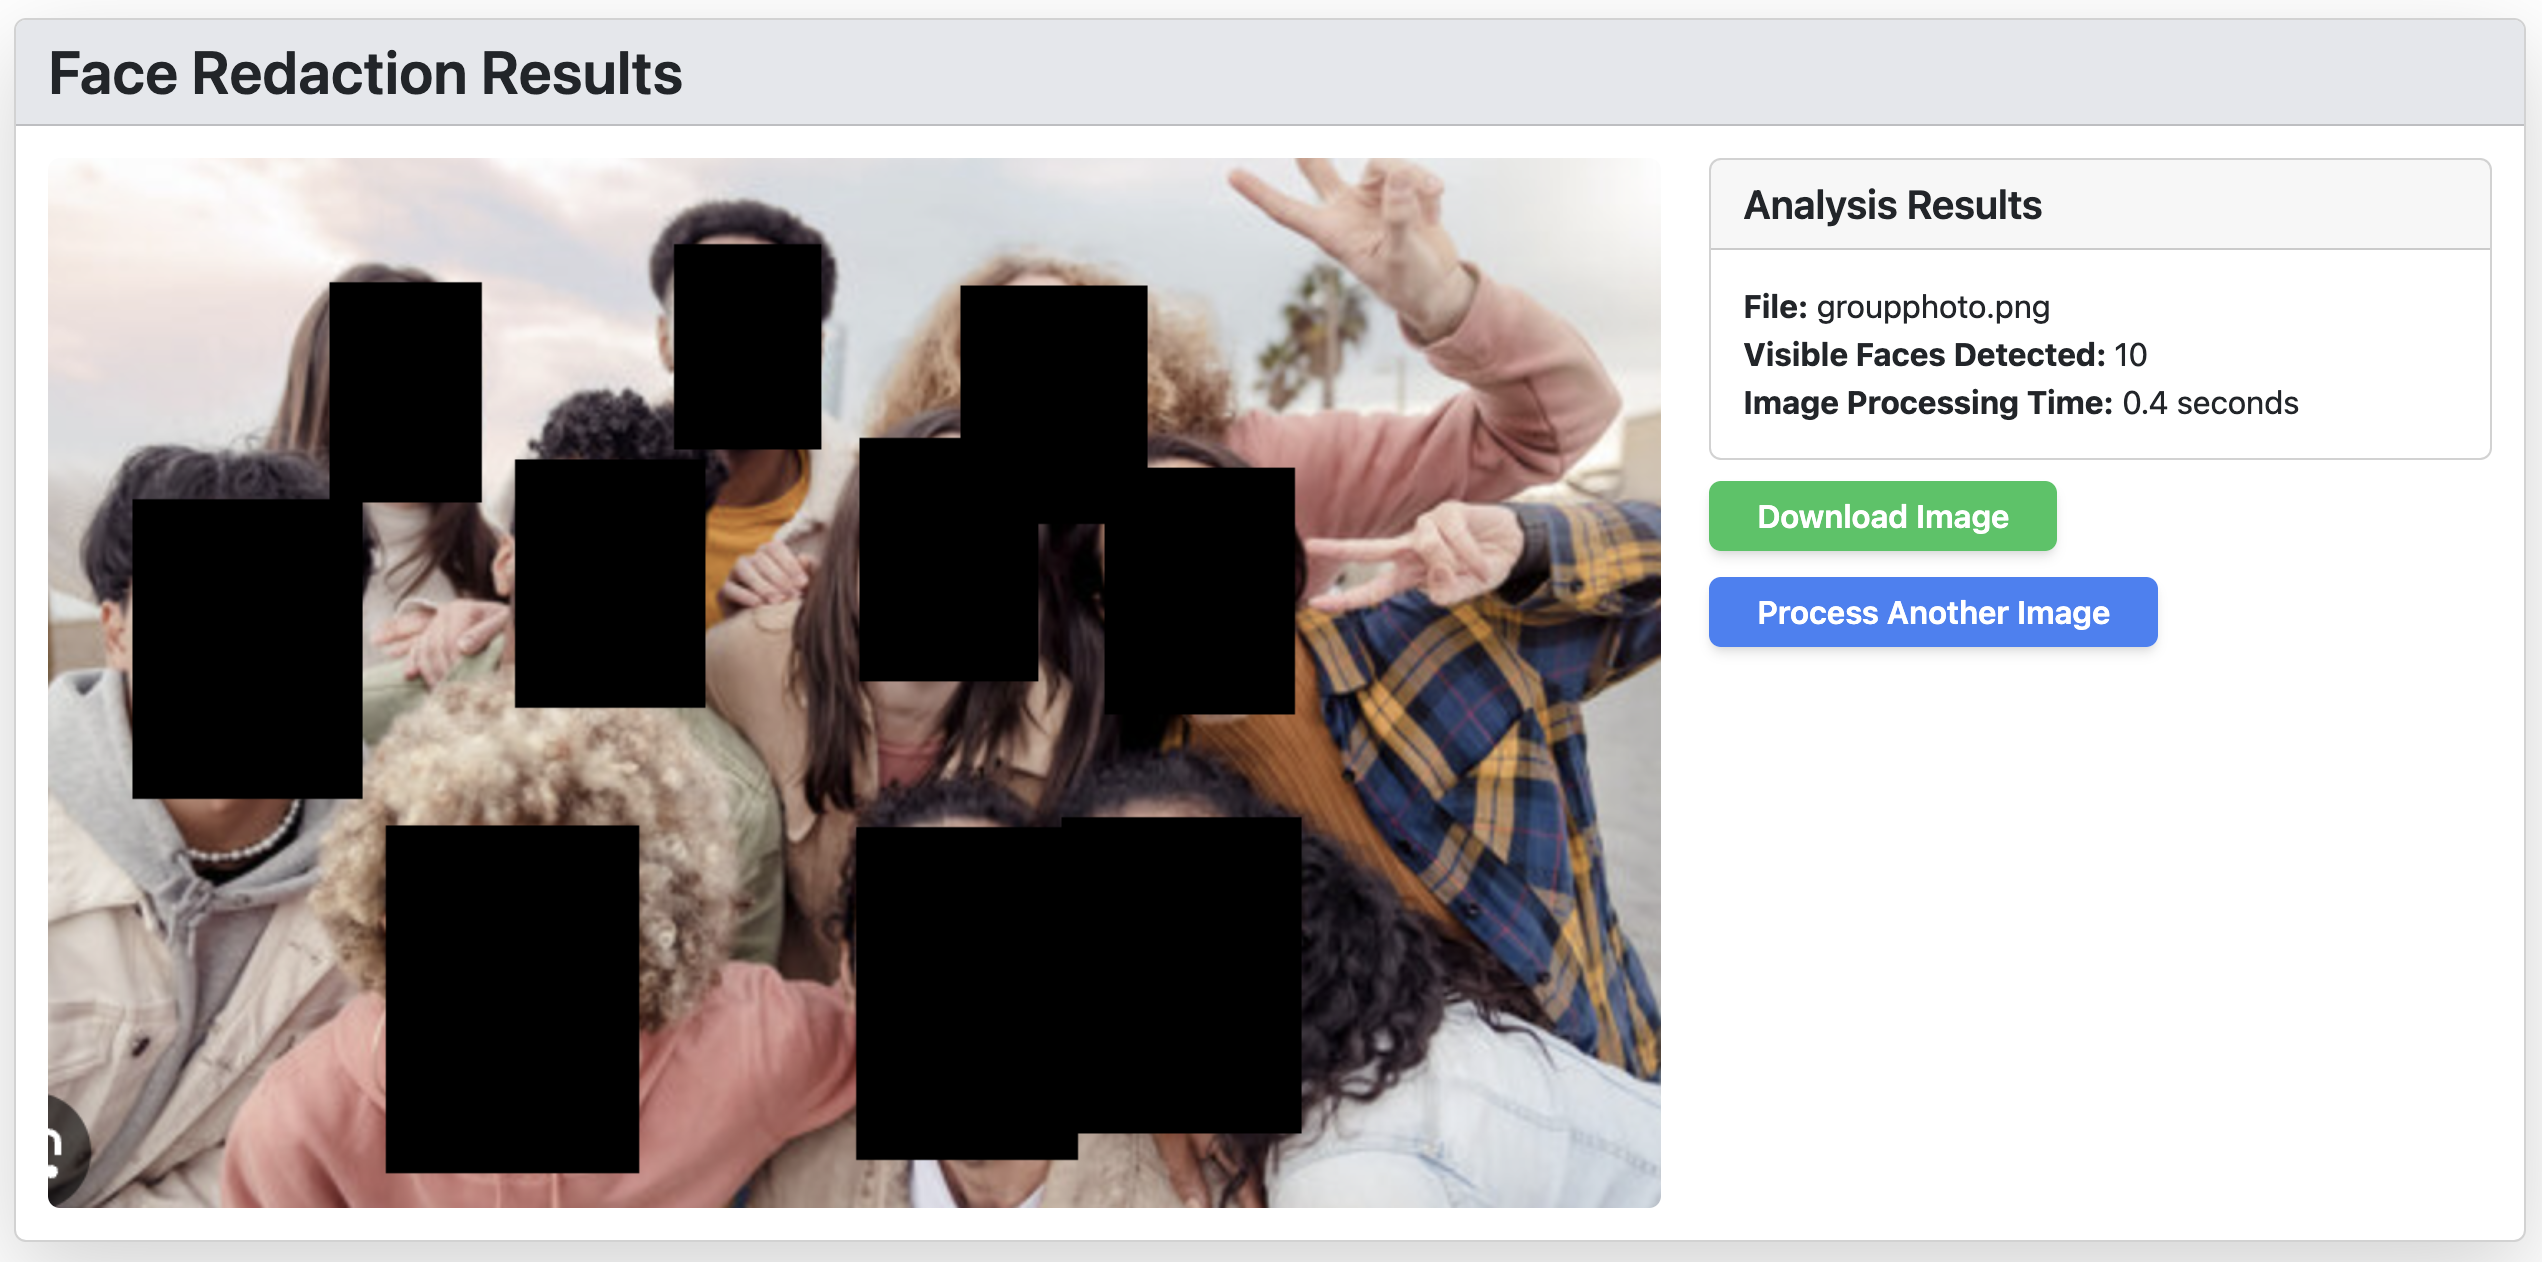 Face Redaction Results
Analysis Results
File: groupphoto.png
Visible Faces Detected: 10
Image Processing Time: 0.4 seconds
Download Image
Process Another Image